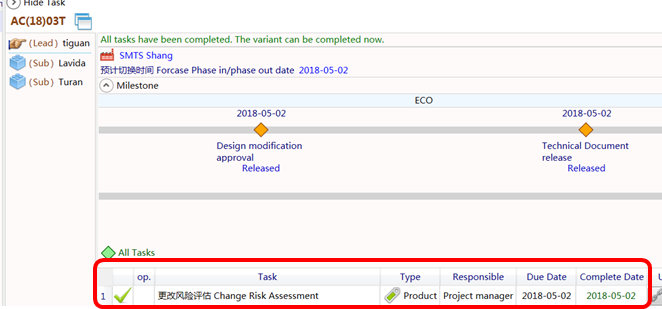 Hide Task
AC(18)03T
(Lead) tiguan
(Sub) Lavida
(Sub) Turan
All tasks have been completed. The variant can be completed now.
SMTS Shang
预计切换时间 Forcase Phase in/phase out date 2018-05-02
Milestone
ECO
2018-05-02 2018-05-02
Design modification approval
Released
Technical Document release
Released
All Tasks
op. Task Type Responsible Due Date Complete Date
1 更改风险评估 Change Risk Assessment Product Project manager 2018-05-02 2018-05-02